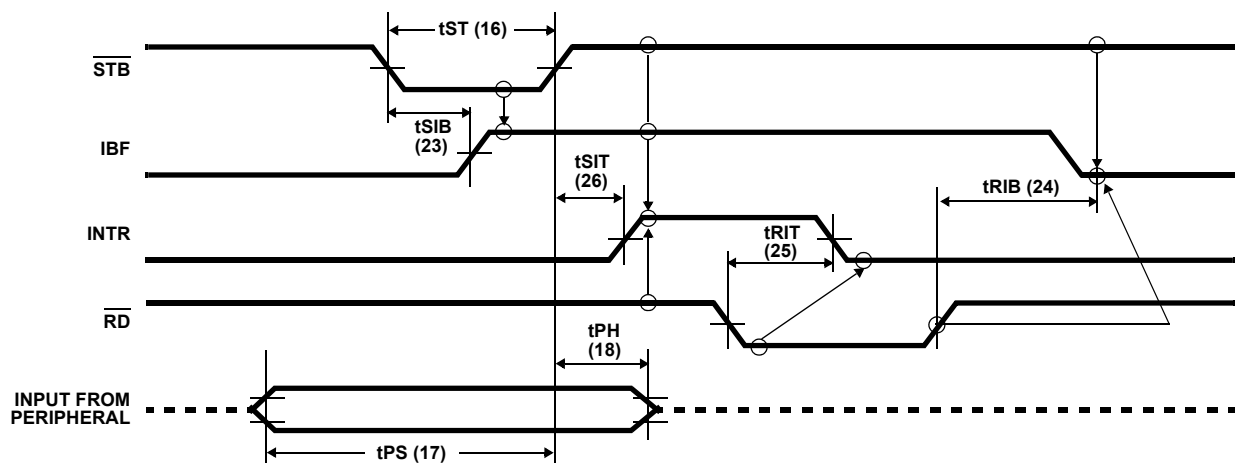 tST (16)
STB
tSIB
(23)
IBF
tSIT
(26)
tRIB (24)
INTR
tRIT
(25)
RD
tPH
(18)
INPUT FROM
PERIPHERAL
tPS (17)